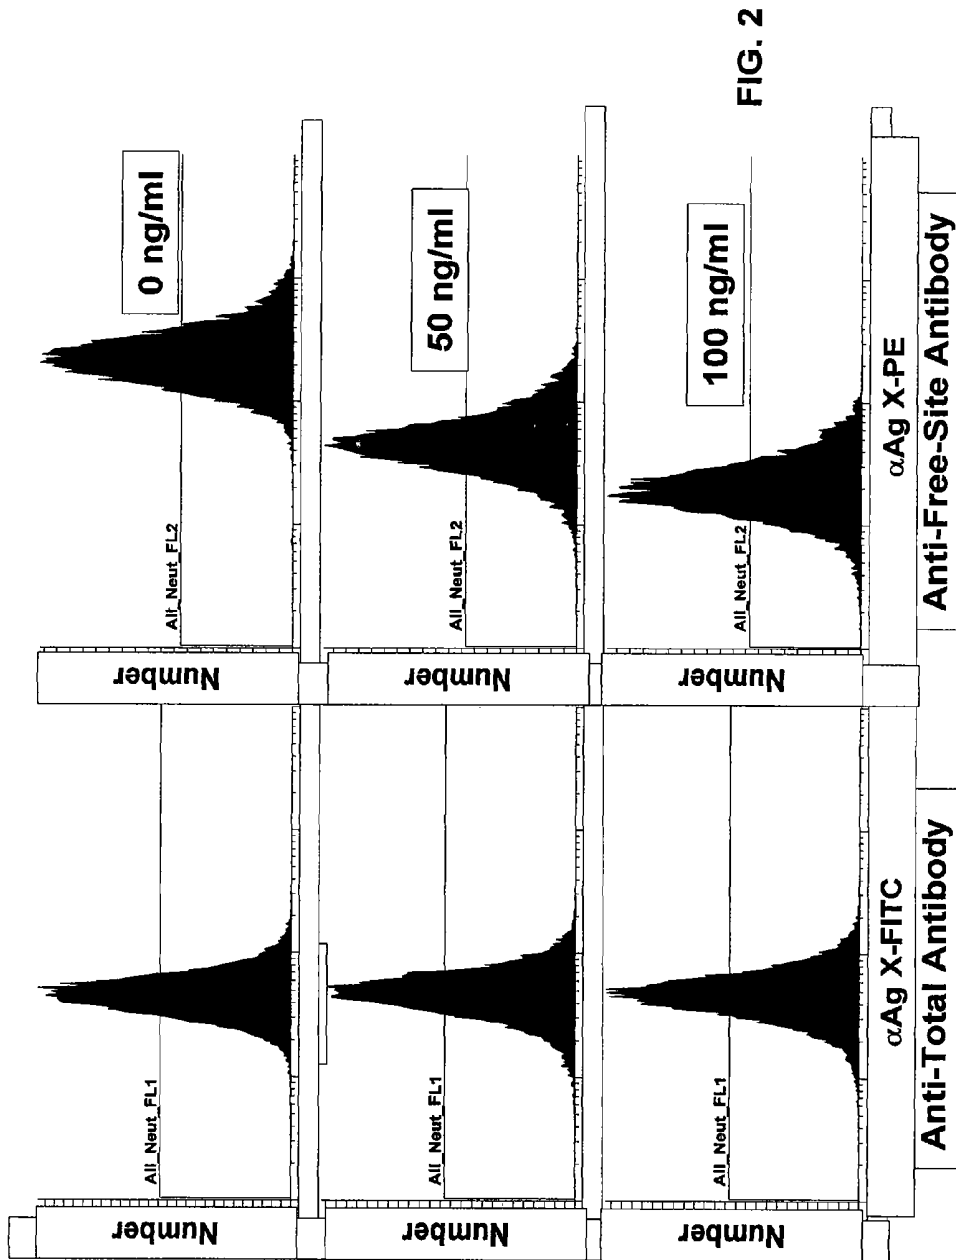 Number
All_Neut_FL1
Number
All_Neut_FL2
0 ng/ml
Number
All_Neut_FL1
Number
All_Neut_FL2
50 ng/ml
Number
All_Neut_FL1
Number
All_Neut_FL2
100 ng/ml
αAg X-FITC
αAg X-PE
Anti-Total Antibody
Anti-Free-Site Antibody
FIG. 2